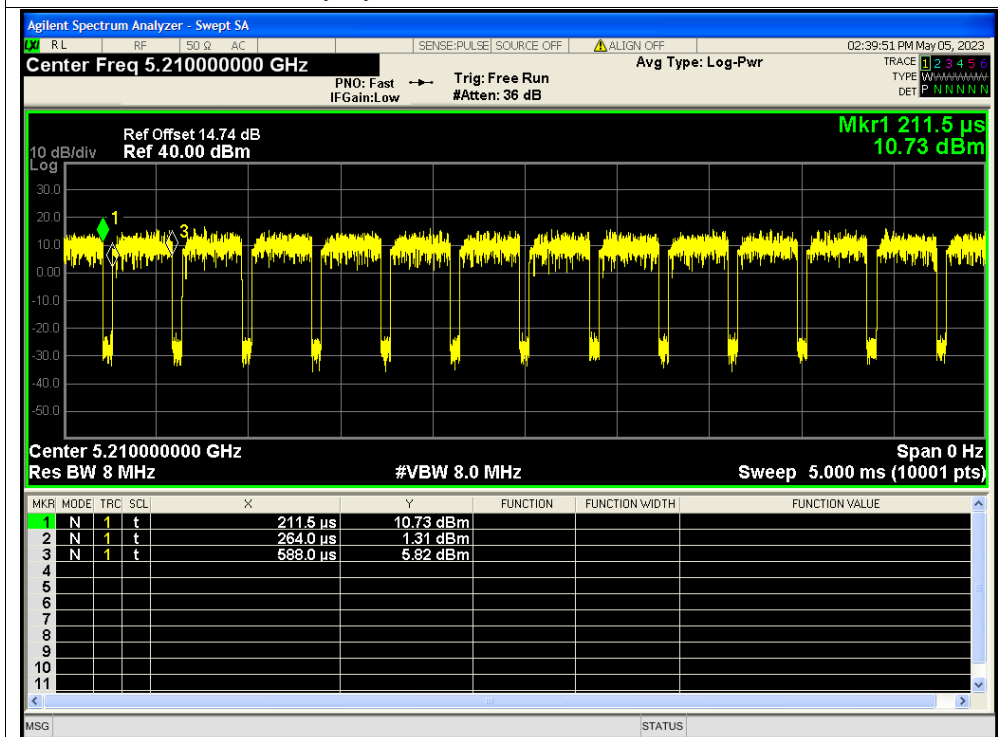 Agilent Spectrum Analyzer - Swept SA
LXI RL RF 50 Ω AC SENSE:PULSE SOURCE OFF ALIGN OFF 02:39:51 PM May 05, 2023
Center Freq 5.210000000 GHz Avg Type: Log-Pwr TRACE 1 2 3 4 5 6
PNO: Fast Trig: Free Run TYPE WWWWWW
IFGain:Low #Atten: 36 dB DET P N N N N N
Mkr1 211.5 µs
Ref Offset 14.74 dB
10 dB/div Ref 40.00 dBm 10.73 dBm
Log
30.0
20.0
1
3
10.0
0.00
-10.0
-20.0
-30.0
-40.0
-50.0
Center 5.210000000 GHz Span 0 Hz
Res BW 8 MHz #VBW 8.0 MHz Sweep 5.000 ms (10001 pts)
MKR MODE TRC SCL X Y FUNCTION FUNCTION WIDTH FUNCTION VALUE
1 N 1 t 211.5 µs 10.73 dBm
2 N 1 t 264.0 µs 1.31 dBm
3 N 1 t 588.0 µs 5.82 dBm
4
5
6
7
8
9
10
11
MSG STATUS